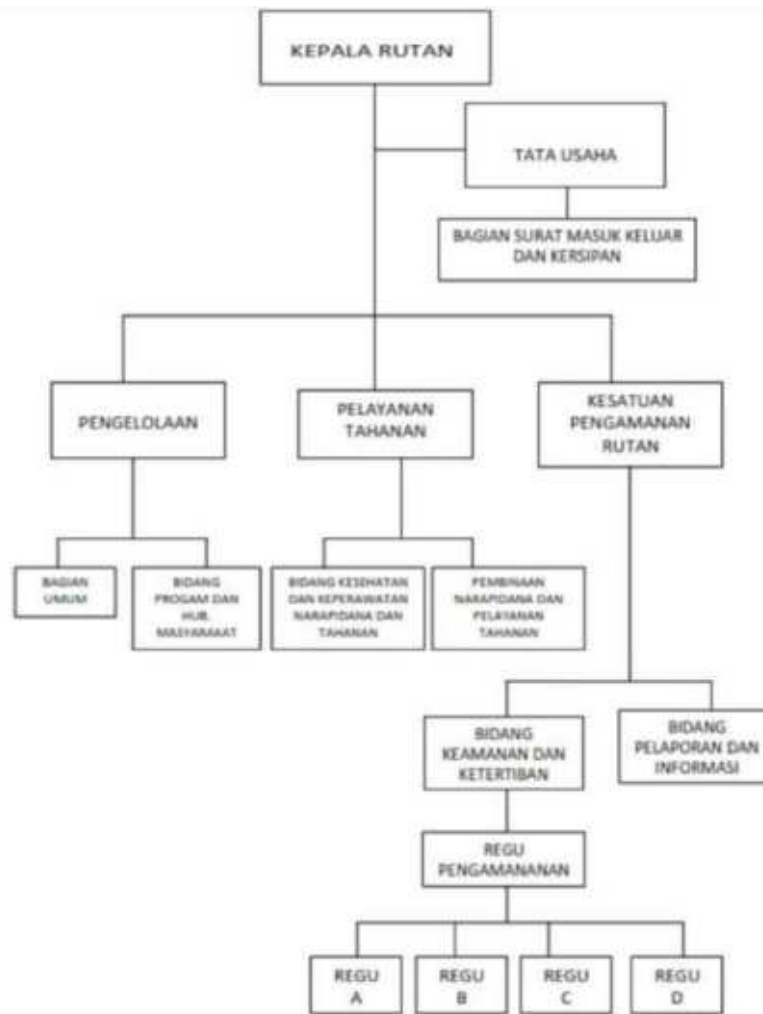 KEPALA RUTAN
TATA USAHA
BAGIAN SURAT MASUK KELUAR
DAN KERSIPAN
PENGELOLAAN
PELAYANAN
TAHANAN
KESATUAN
PENGAMANAN
RUTAN
BAGIAN
UMUM
BIDANG
PROGAM DAN
HUB.
MASYARAKAT
BIDANG KESEHATAN
DAN KEPERAWATAN
NARAPIDANA DAN
TAHANAN
PEMBINAAN
NARAPIDANA DAN
PELAYANAN
TAHANAN
BIDANG
KEAMANAN DAN
KETERTIBAN
BIDANG
PELAPORAN DAN
INFORMASI
REGU
PENGAMANANAN
REGU
A
REGU
B
REGU
C
REGU
D